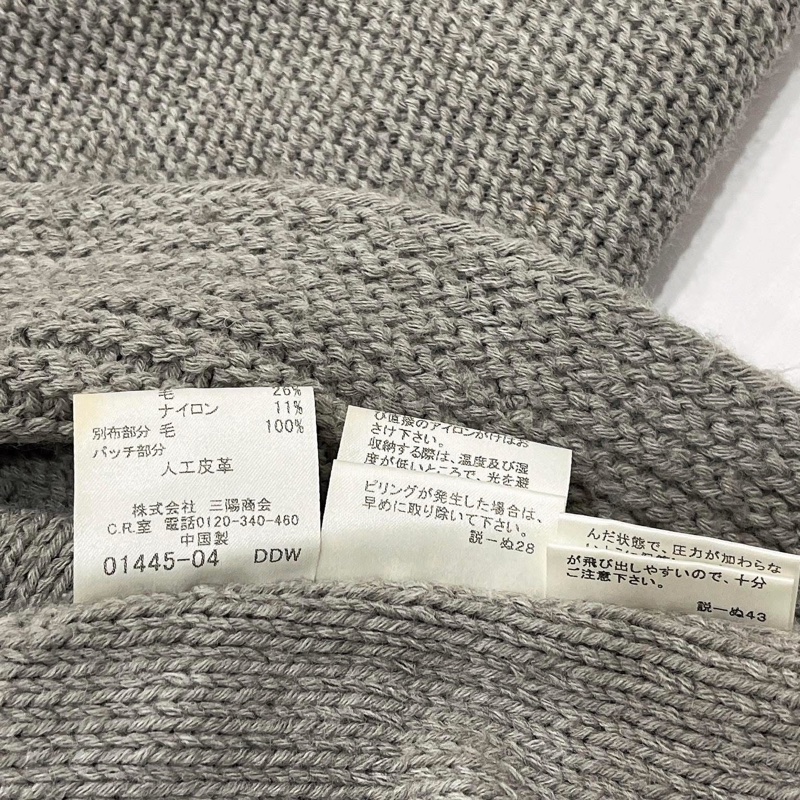 毛 26%
ナイロン 11%
別布部分 毛 100%
パッチ部分
人工皮革
株式会社 三陽商会
C.R.室 電話0120-340-460
中国製
01445-04 DDW
び直接のアイロンがけはお
さけ下さい。
収納する際は、温度及び湿
度が低いところで、光を避
ピリングが発生した場合は、
早めに取り除いて下さい。
説一ぬ28
んだ状態で、圧力が加わらな
が飛び出しやすいので、十分
ご注意下さい。
説一ぬ43